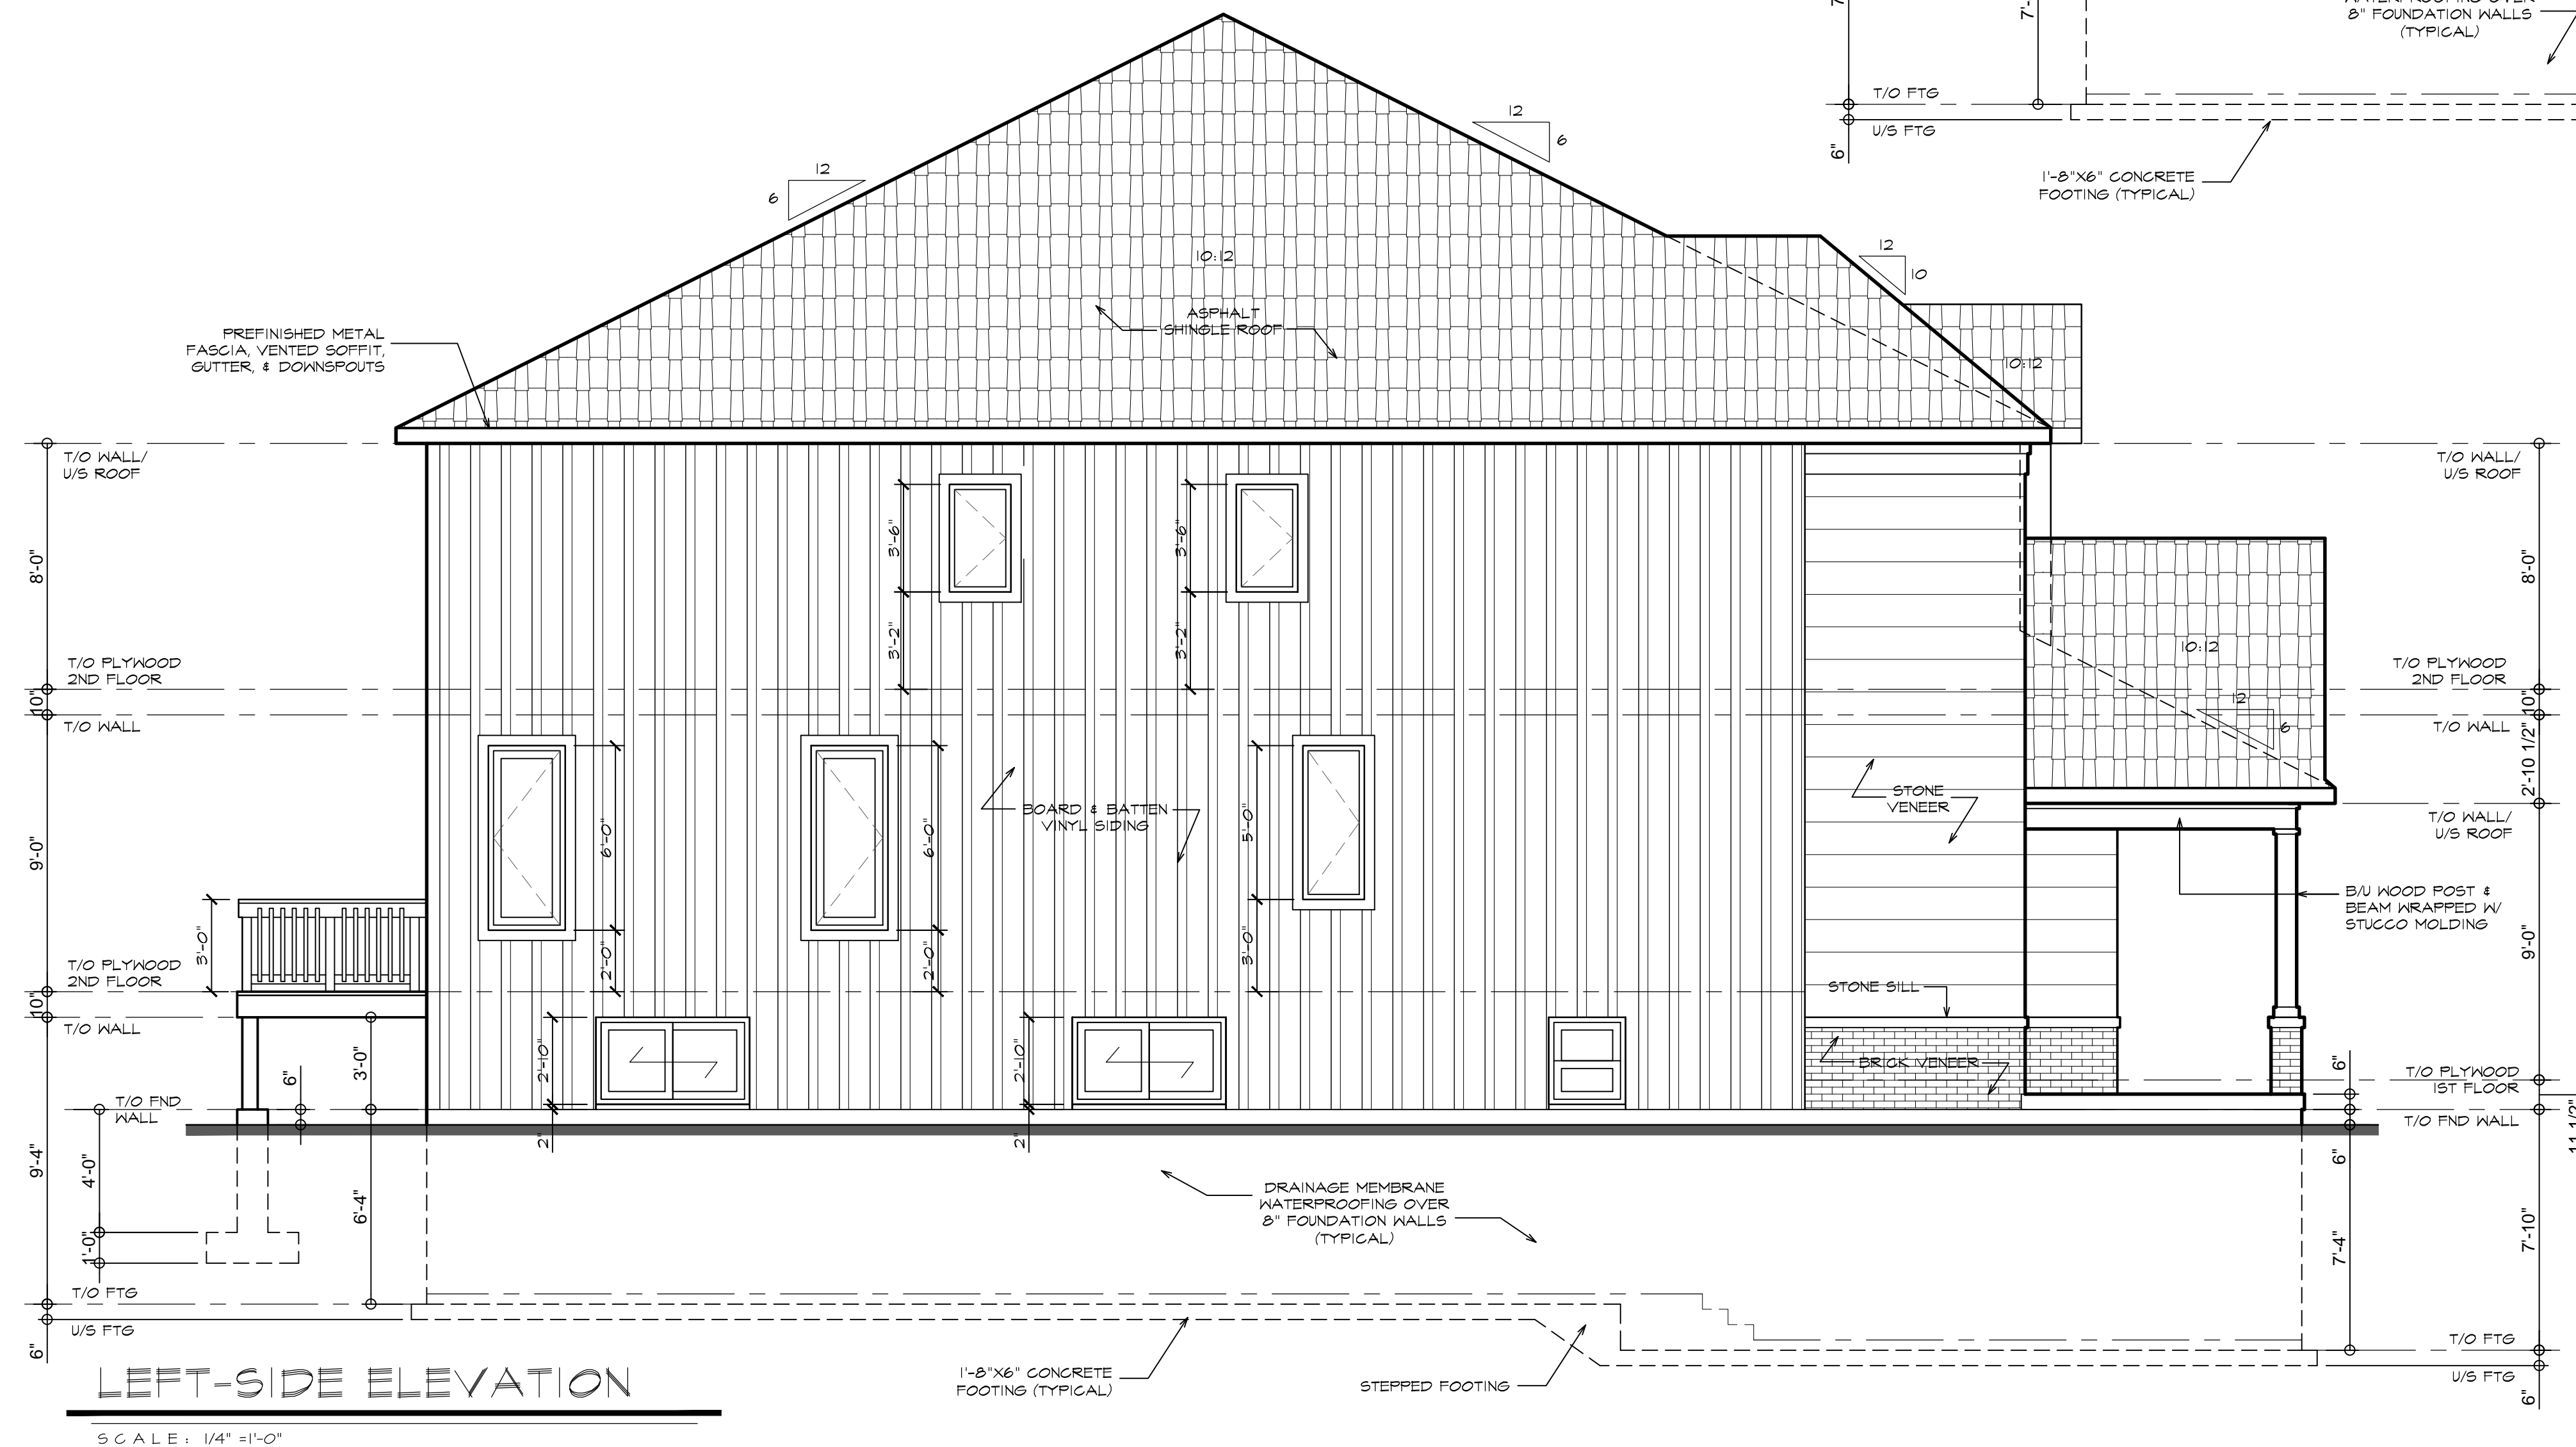 8" FOUNDATION WALLS
(TYPICAL)
T/O FTG
U/S FTG
6"
1'-8"X6" CONCRETE
FOOTING (TYPICAL)
12
6
12
6
12
10
10:12
ASPHALT
SHINGLE ROOF
10:12
PREFINISHED METAL
FASCIA, VENTED SOFFIT,
GUTTER, & DOWNSPOUTS
T/O WALL/
U/S ROOF
T/O WALL/
U/S ROOF
8'-0"
3'-6"
3'-6"
8'-0"
3'-2"
3'-2"
10:12
T/O PLYWOOD
2ND FLOOR
T/O PLYWOOD
2ND FLOOR
10"
10"
12
6
T/O WALL
T/O WALL
2'-10 1/2"
9'-0"
6'-0"
6'-0"
5'-0"
BOARD & BATTEN
VINYL SIDING
STONE
VENEER
T/O WALL/
U/S ROOF
B/U WOOD POST &
BEAM WRAPPED W/
STUCCO MOLDING
3'-0"
2'-0"
2'-0"
3'-0"
9'-0"
T/O PLYWOOD
2ND FLOOR
STONE SILL
10"
T/O WALL
3'-0"
6"
2'-10"
2'-10"
BRICK VENEER
6"
T/O PLYWOOD
1ST FLOOR
T/O FND
WALL
T/O FND WALL
11 1/2"
2"
2"
9'-4"
4'-0"
6'-4"
1'-0"
6"
7'-4"
7'-10"
DRAINAGE MEMBRANE
WATERPROOFING OVER
8" FOUNDATION WALLS
(TYPICAL)
T/O FTG
U/S FTG
6"
T/O FTG
U/S FTG
6"
1'-8"X6" CONCRETE
FOOTING (TYPICAL)
STEPPED FOOTING
LEFT-SIDE ELEVATION
SCALE: 1/4" =1'-0"